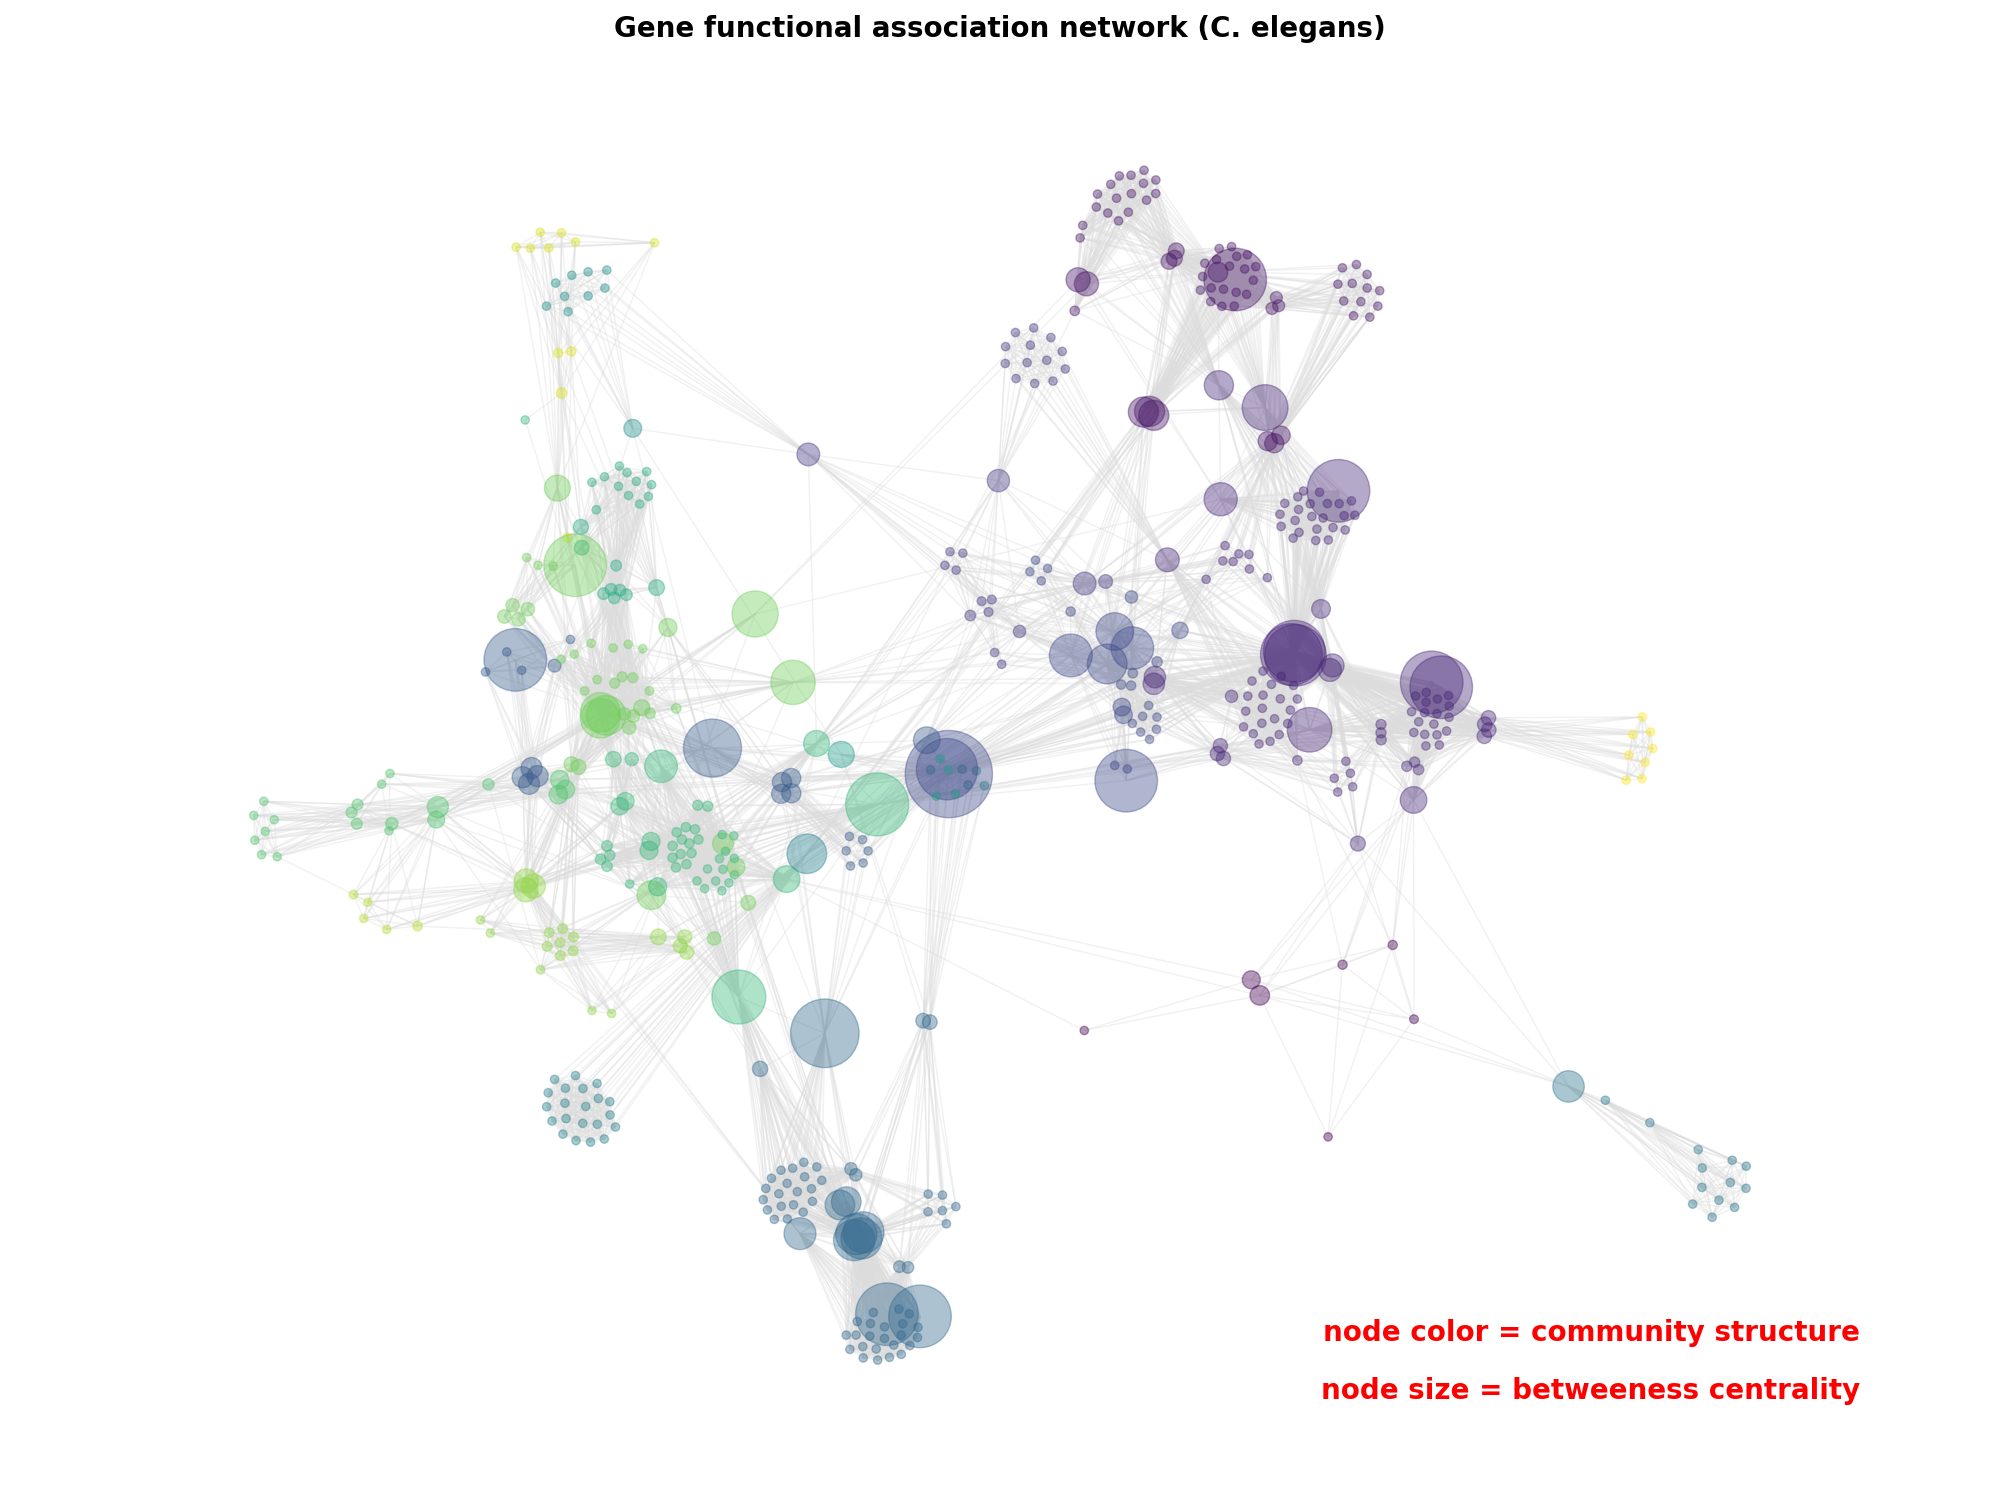 Gene functional association network (C. elegans)
node color = community structure
node size = betweeness centrality